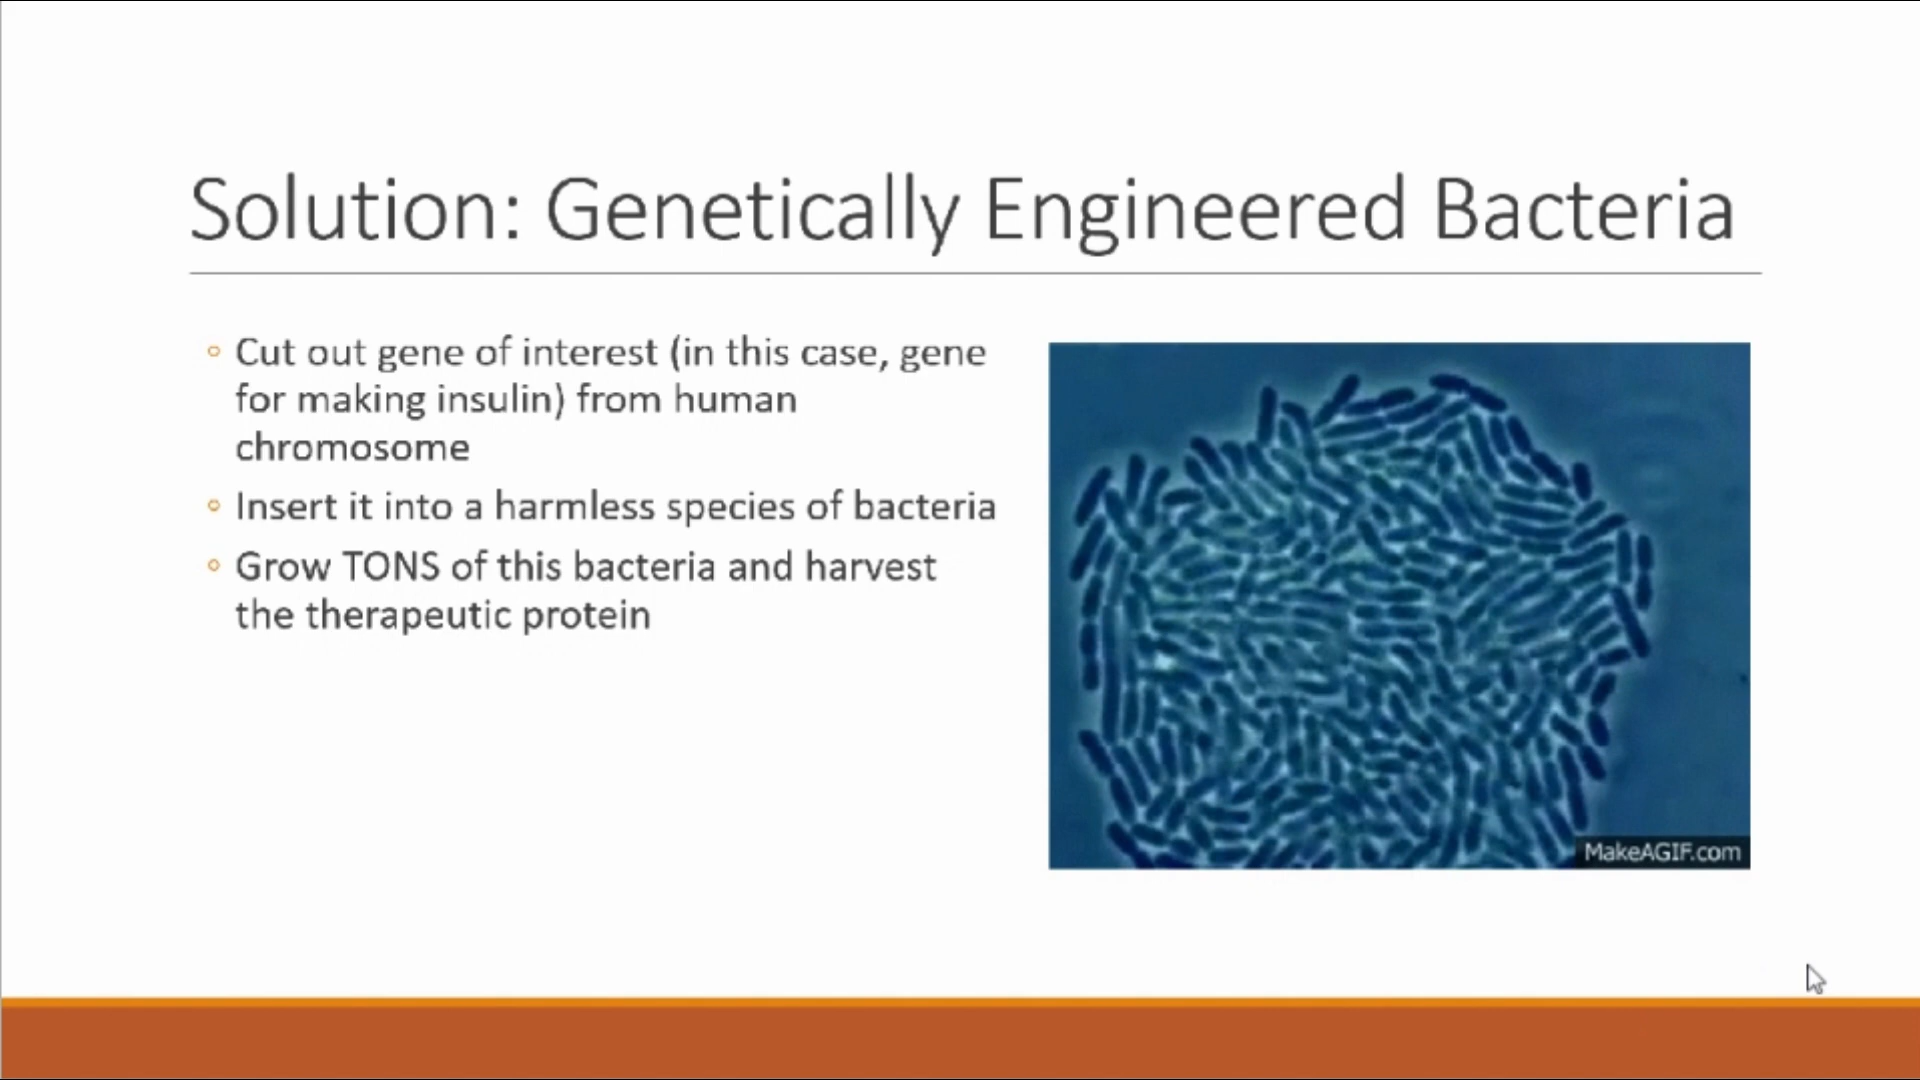 Solution: Genetically Engineered Bacteria
◦ Cut out gene of interest (in this case, gene
for making insulin) from human
chromosome
◦ Insert it into a harmless species of bacteria
◦ Grow TONS of this bacteria and harvest
the therapeutic protein
MakeAGIF.com